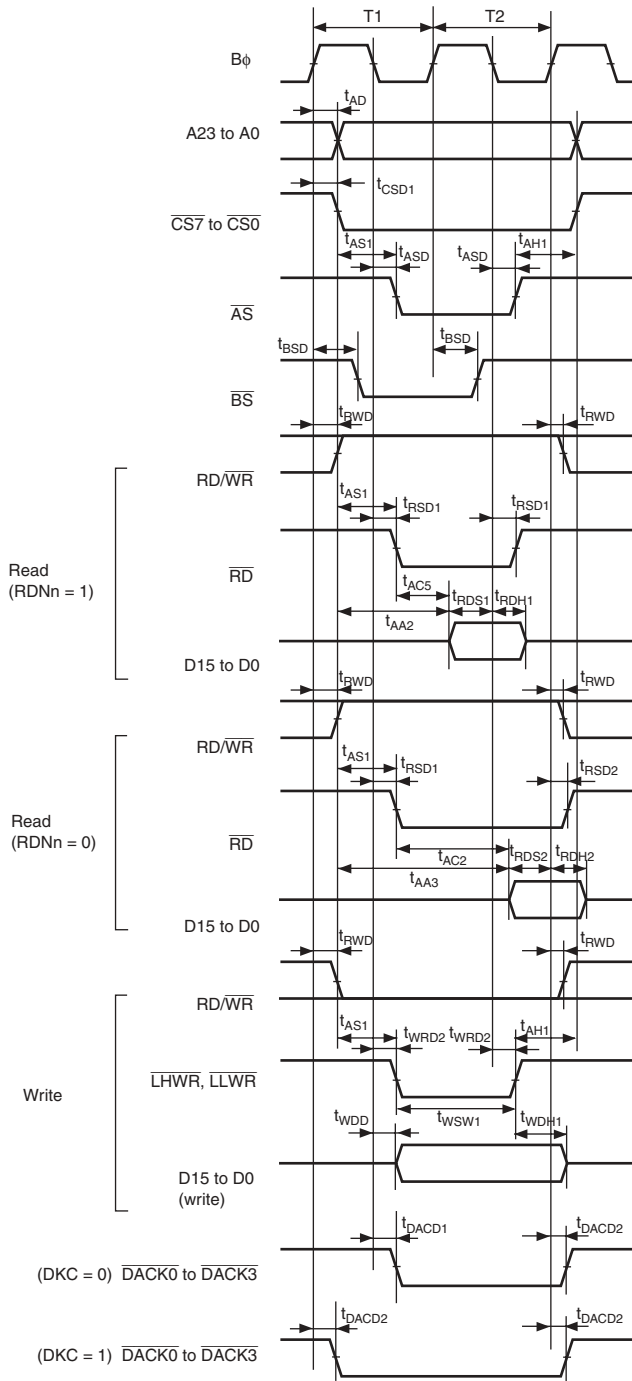 T1 T2
Bφ
tAD
A23 to A0
tCSD1
CS7 to CS0
tAS1 tASD tASD tAH1
AS
tBSD tBSD
BS
tRWD tRWD
RD/WR
tAS1 tRSD1 tRSD1
Read
(RDNn = 1)
RD
tAC5 tRDS1 tRDH1
tAA2
D15 to D0
tRWD tRWD
RD/WR
tAS1 tRSD1 tRSD2
Read
(RDNn = 0)
RD
tAC2 tRDS2 tRDH2
tAA3
D15 to D0
tRWD tRWD
RD/WR
tAS1 tWRD2 tWRD2 tAH1
Write
LHWR, LLWR
tWDD tWSW1 tWDH1
D15 to D0
(write)
tDACD1 tDACD2
(DKC = 0) DACK0 to DACK3
tDACD2 tDACD2
(DKC = 1) DACK0 to DACK3